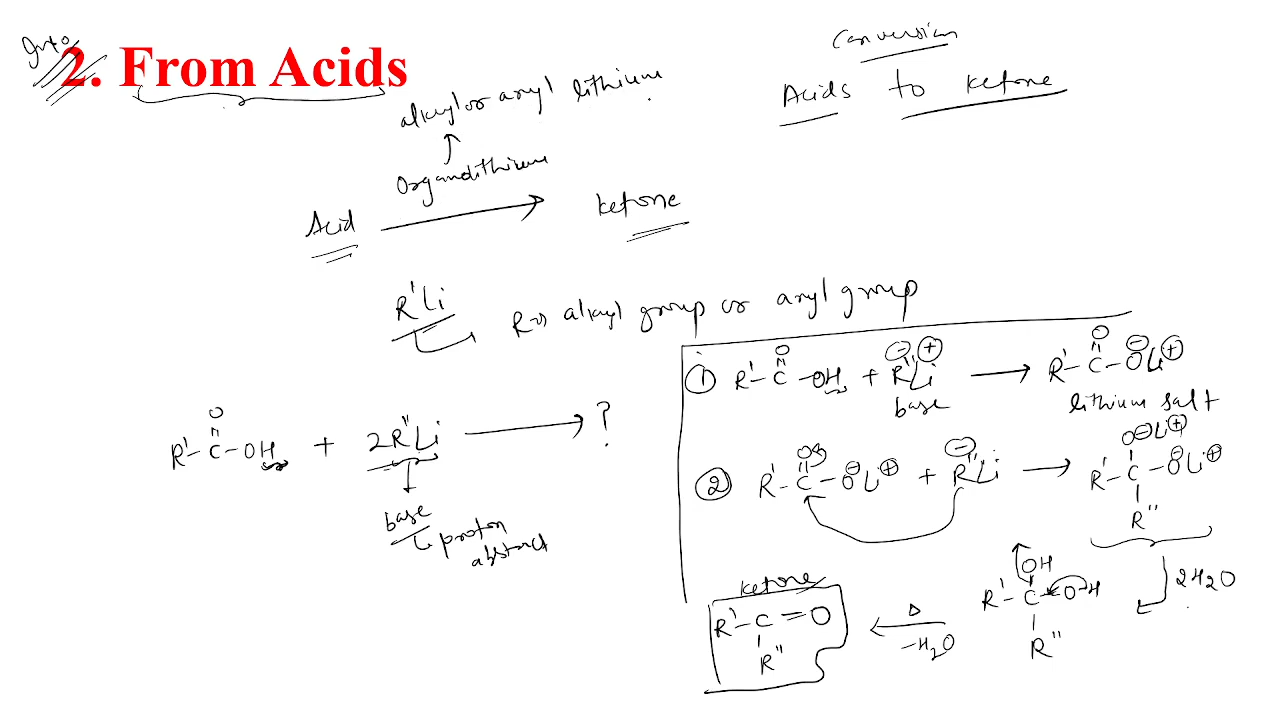 Into
2. From Acids
Conversion
Acids to ketone
alkyl or aryl lithium
Organolithium
Acid → ketone
R'Li
R ⇒ alkyl group or aryl group
R'-C(=O)-OH + 2R''Li → ?
base
proton
abstract
① R'-C(=O)-OH + R''⊖Li⊕ → R'-C(=O)-O⊖Li⊕
base
lithium salt
② R'-C(=O)-O⊖Li⊕ + R''⊖Li → R'-C(O⊖Li⊕)(R'')-O⊖Li⊕
2H₂O
R'-C(OH)(R'')-O-H
Δ
-H₂O
ketone
R'-C(R'')=O